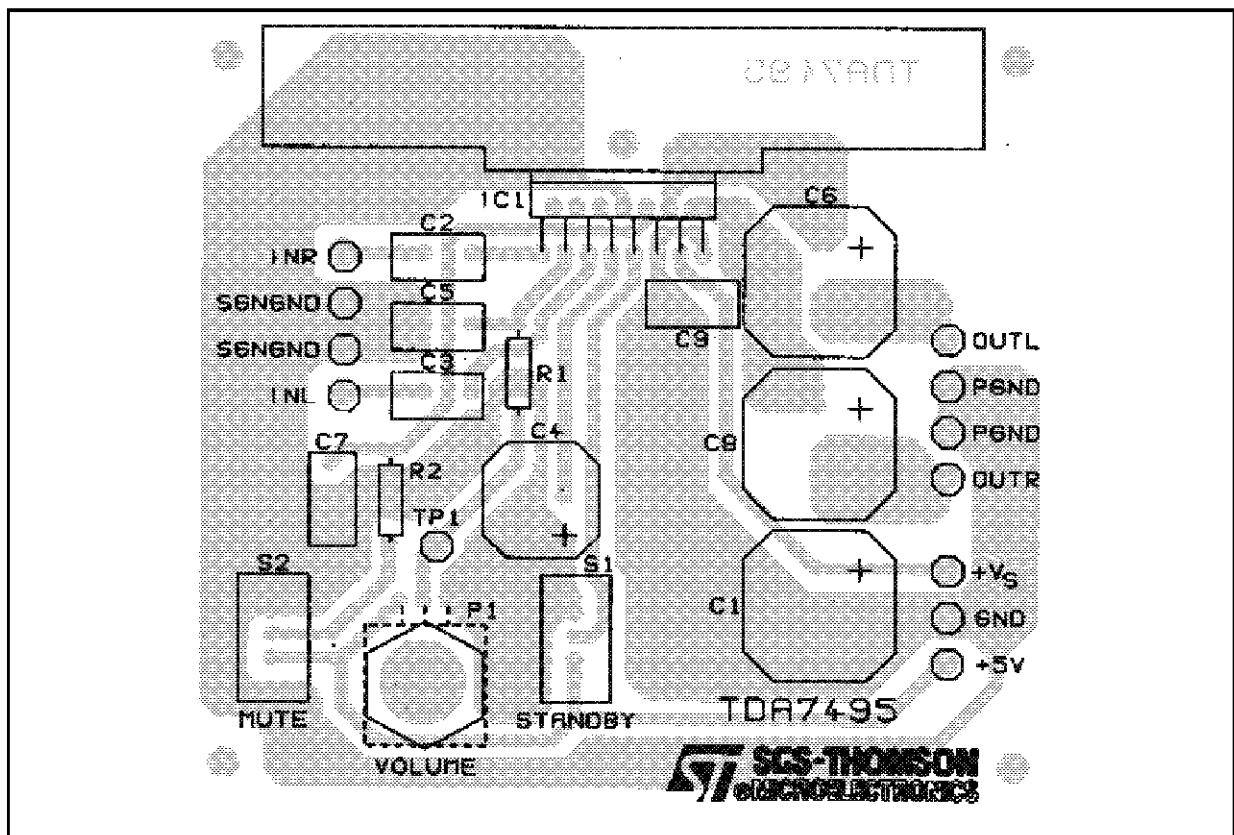 TDA7495
IC1
C6
C2
INR
C5
SGNGND
C9
OUTL
SGNGND
C3
R1
PGND
INL
C4
C8
PGND
C7
R2
OUTR
TP1
S2
S1
+VS
P1
C1
GND
+5V
MUTE
STANDBY
TDA7495
VOLUME
SGS-THOMSON
MICROELECTRONICS